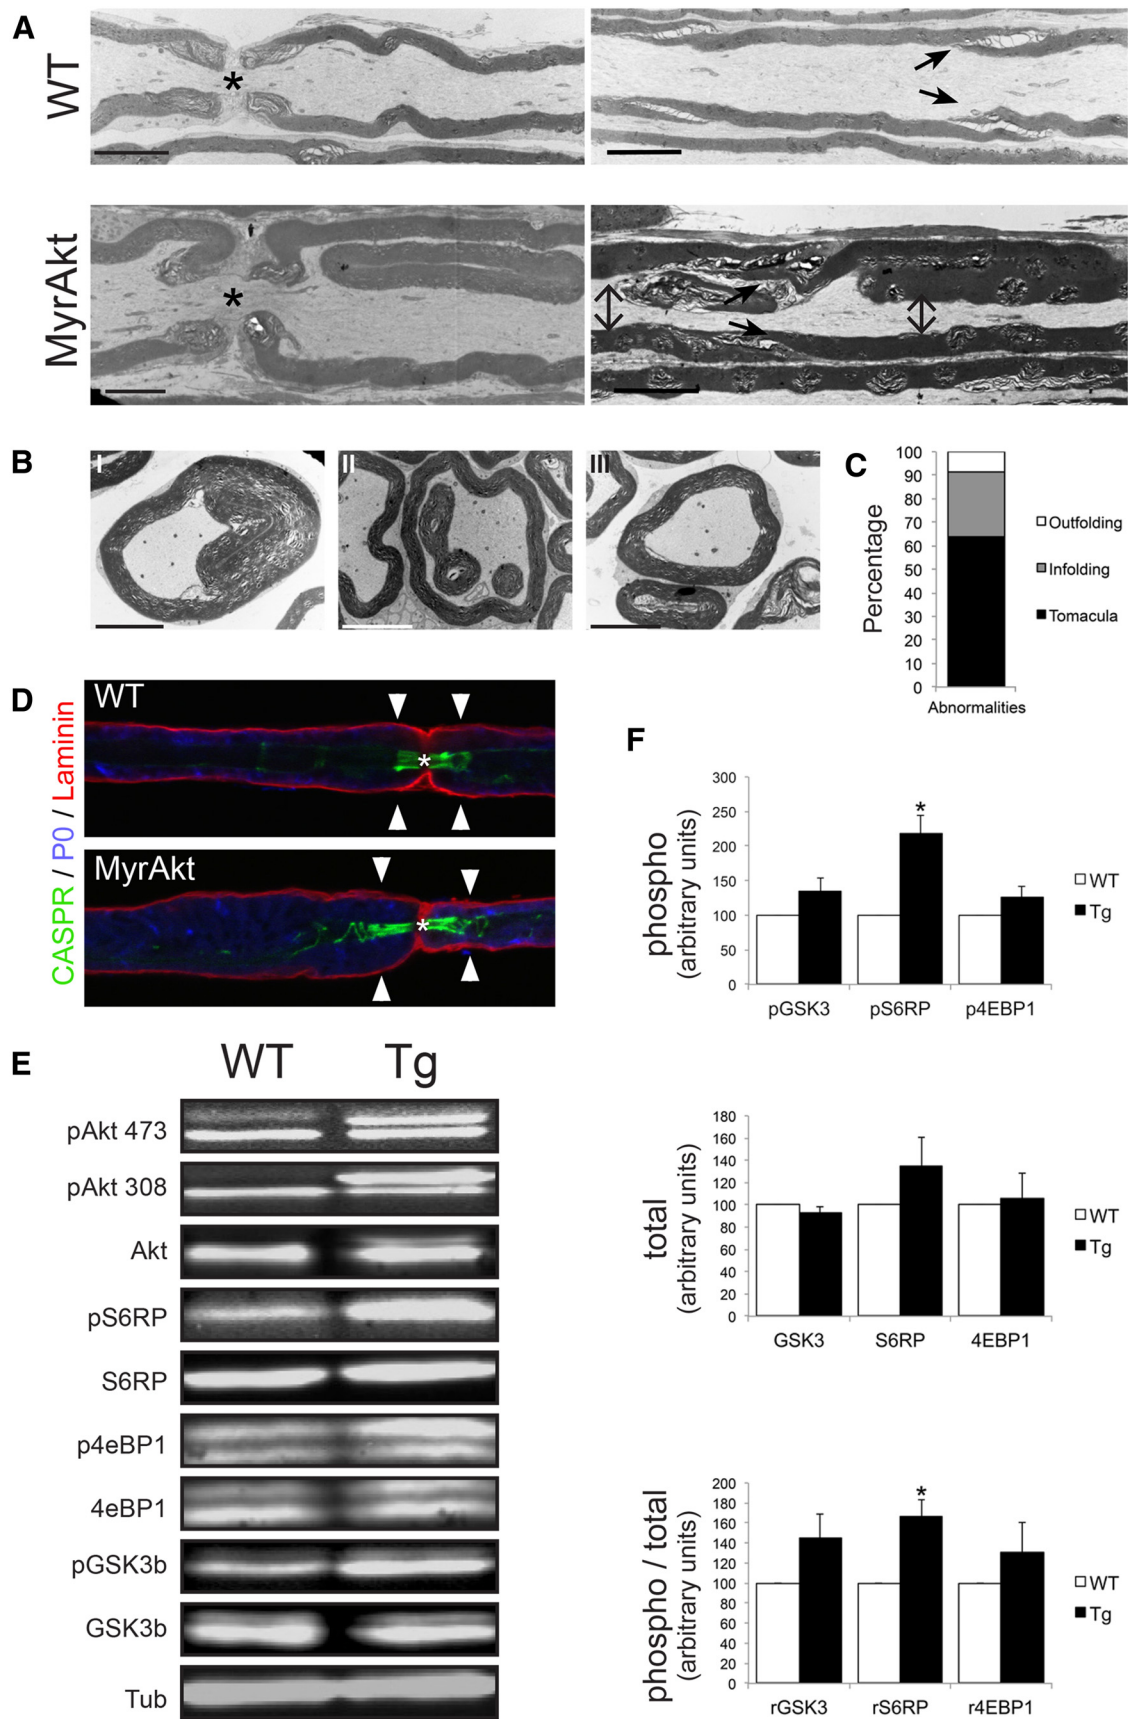 A
WT
*
*
MyrAkt
B
I
II
III
C
Percentage
100
90
80
70
60
50
40
30
20
10
0
Abnormalities
Outfolding
Infolding
Tomacula
D
CASPR / P0 / Laminin
WT
*
MyrAkt
*
E
WT Tg
pAkt 473
pAkt 308
Akt
pS6RP
S6RP
p4eBP1
4eBP1
pGSK3b
GSK3b
Tub
F
phospho
(arbitrary units)
300
250
200
150
100
50
0
*
pGSK3 pS6RP p4EBP1
WT
Tg
total
(arbitrary units)
180
160
140
120
100
80
60
40
20
0
GSK3 S6RP 4EBP1
WT
Tg
phospho / total
(arbitrary units)
200
180
160
140
120
100
80
60
40
20
0
*
rGSK3 rS6RP r4EBP1
WT
Tg